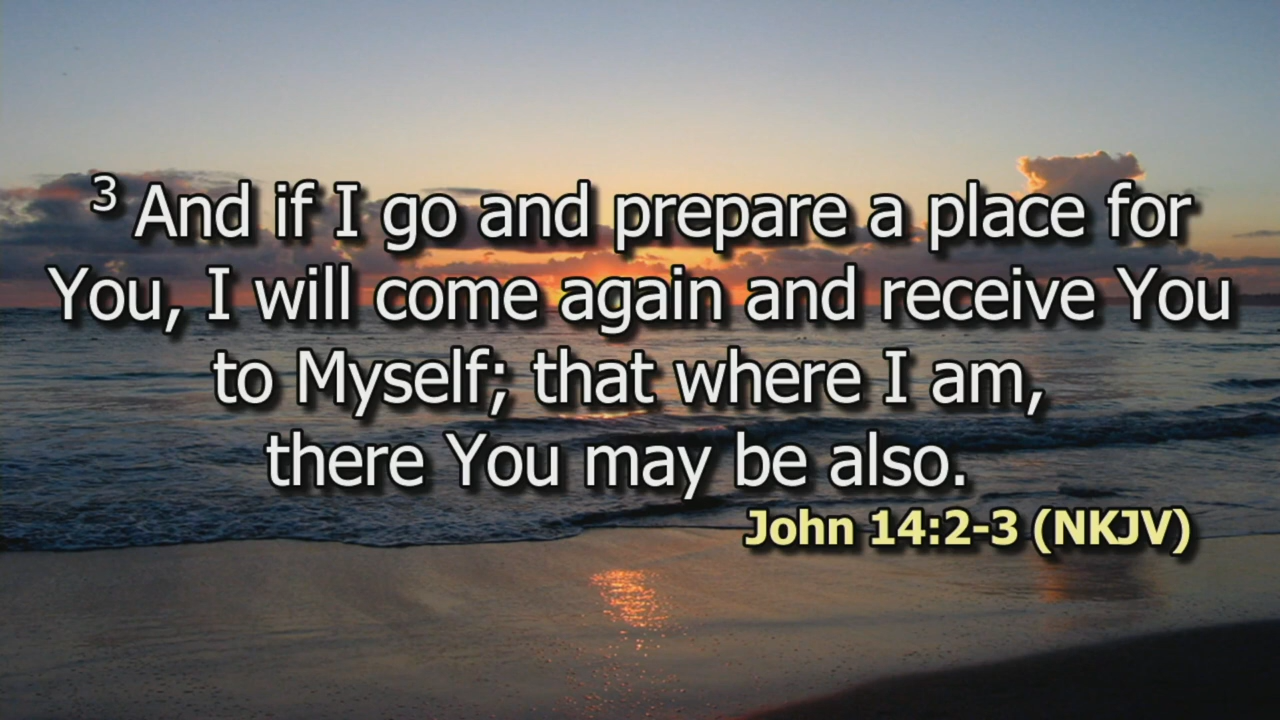 3 And if I go and prepare a place for
You, I will come again and receive You
to Myself; that where I am,
there You may be also.
John 14:2-3 (NKJV)